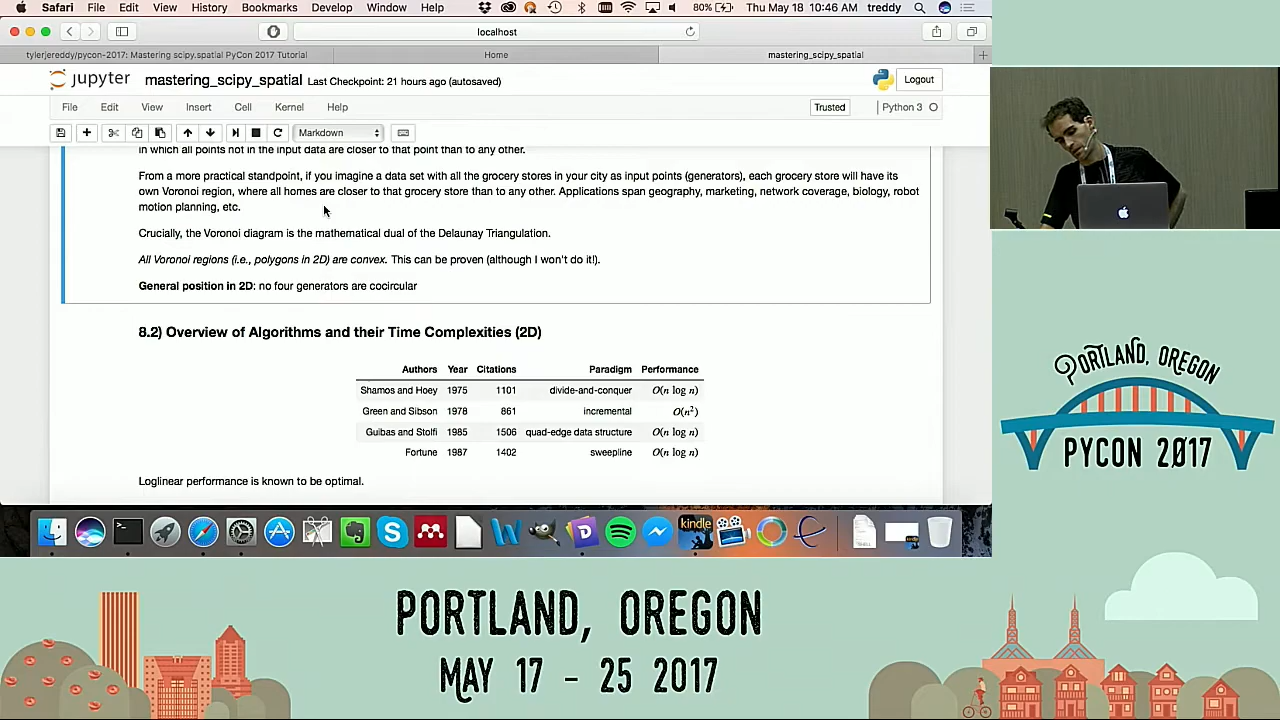 Safari File Edit View History Bookmarks Develop Window Help 80% Thu May 18 10:46 AM treddy
localhost
tylerjereddy/pycon-2017: Mastering scipy.spatial PyCon 2017 Tutorial Home mastering_scipy_spatial
jupyter mastering_scipy_spatial Last Checkpoint: 21 hours ago (autosaved) Logout
File Edit View Insert Cell Kernel Help Trusted Python 3
Markdown
in which all points not in the input data are closer to that point than to any other.
From a more practical standpoint, if you imagine a data set with all the grocery stores in your city as input points (generators), each grocery store will have its
own Voronoi region, where all homes are closer to that grocery store than to any other. Applications span geography, marketing, network coverage, biology, robot
motion planning, etc.
Crucially, the Voronoi diagram is the mathematical dual of the Delaunay Triangulation.
All Voronoi regions (i.e., polygons in 2D) are convex. This can be proven (although I won't do it!).
General position in 2D: no four generators are cocircular
8.2) Overview of Algorithms and their Time Complexities (2D)
Authors Year Citations Paradigm Performance
Shamos and Hoey 1975 1101 divide-and-conquer O(n log n)
Green and Sibson 1978 861 incremental O(n²)
Guibas and Stolfi 1985 1506 quad-edge data structure O(n log n)
Fortune 1987 1402 sweepline O(n log n)
Loglinear performance is known to be optimal.
kindle
PORTLAND, OREGON
PYCON 2017
PORTLAND, OREGON
MAY 17 - 25 2017